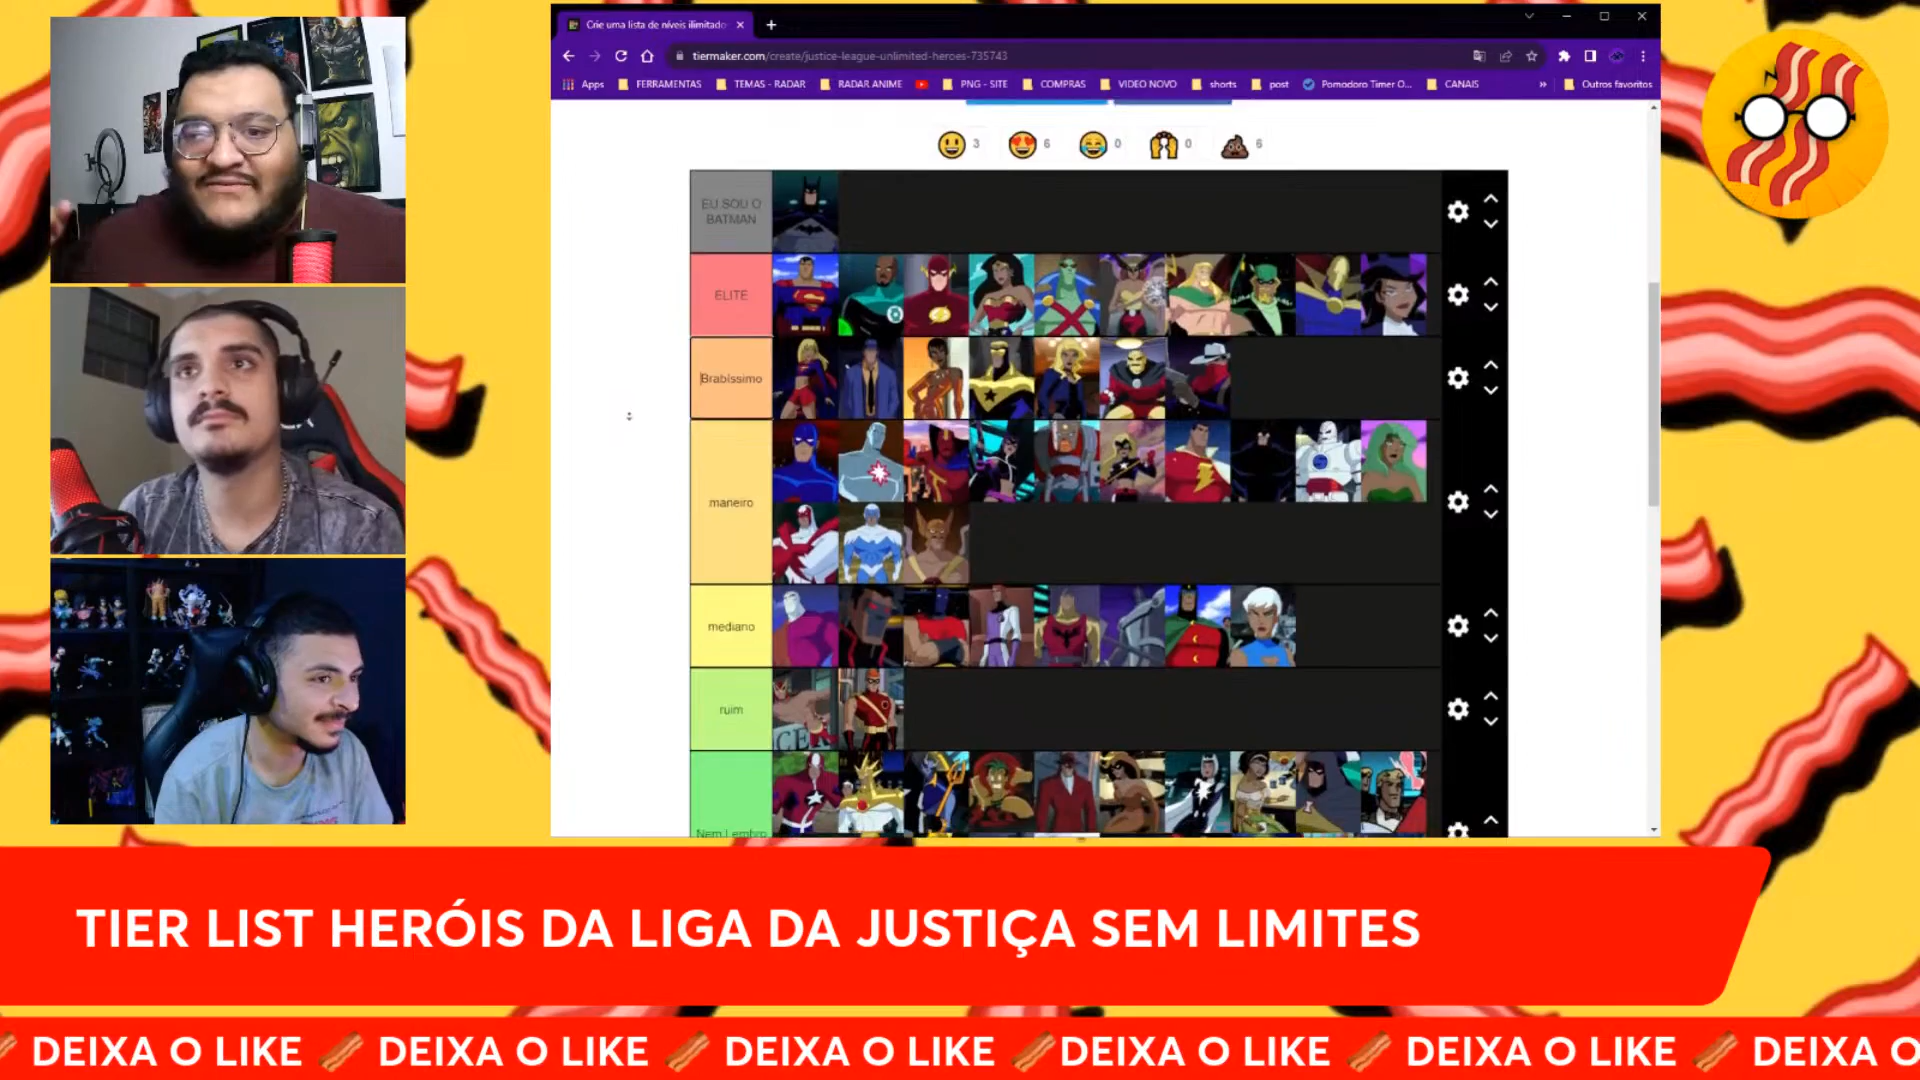 Crie uma lista de níveis ilimitado
tiermaker.com/create/justice-league-unlimited-heroes-735743
Apps FERRAMENTAS TEMAS - RADAR RADAR ANIME PNG - SITE COMPRAS VIDEO NOVO shorts post Pomodoro Timer O... CANAIS » Outros favoritos
3 6 0 0 6
EU SOU O
BATMAN
ELITE
Brabíssimo
maneiro
mediano
ruim
CER
Nem Lembro
TIER LIST HERÓIS DA LIGA DA JUSTIÇA SEM LIMITES
DEIXA O LIKE DEIXA O LIKE DEIXA O LIKE DEIXA O LIKE DEIXA O LIKE DEIXA O